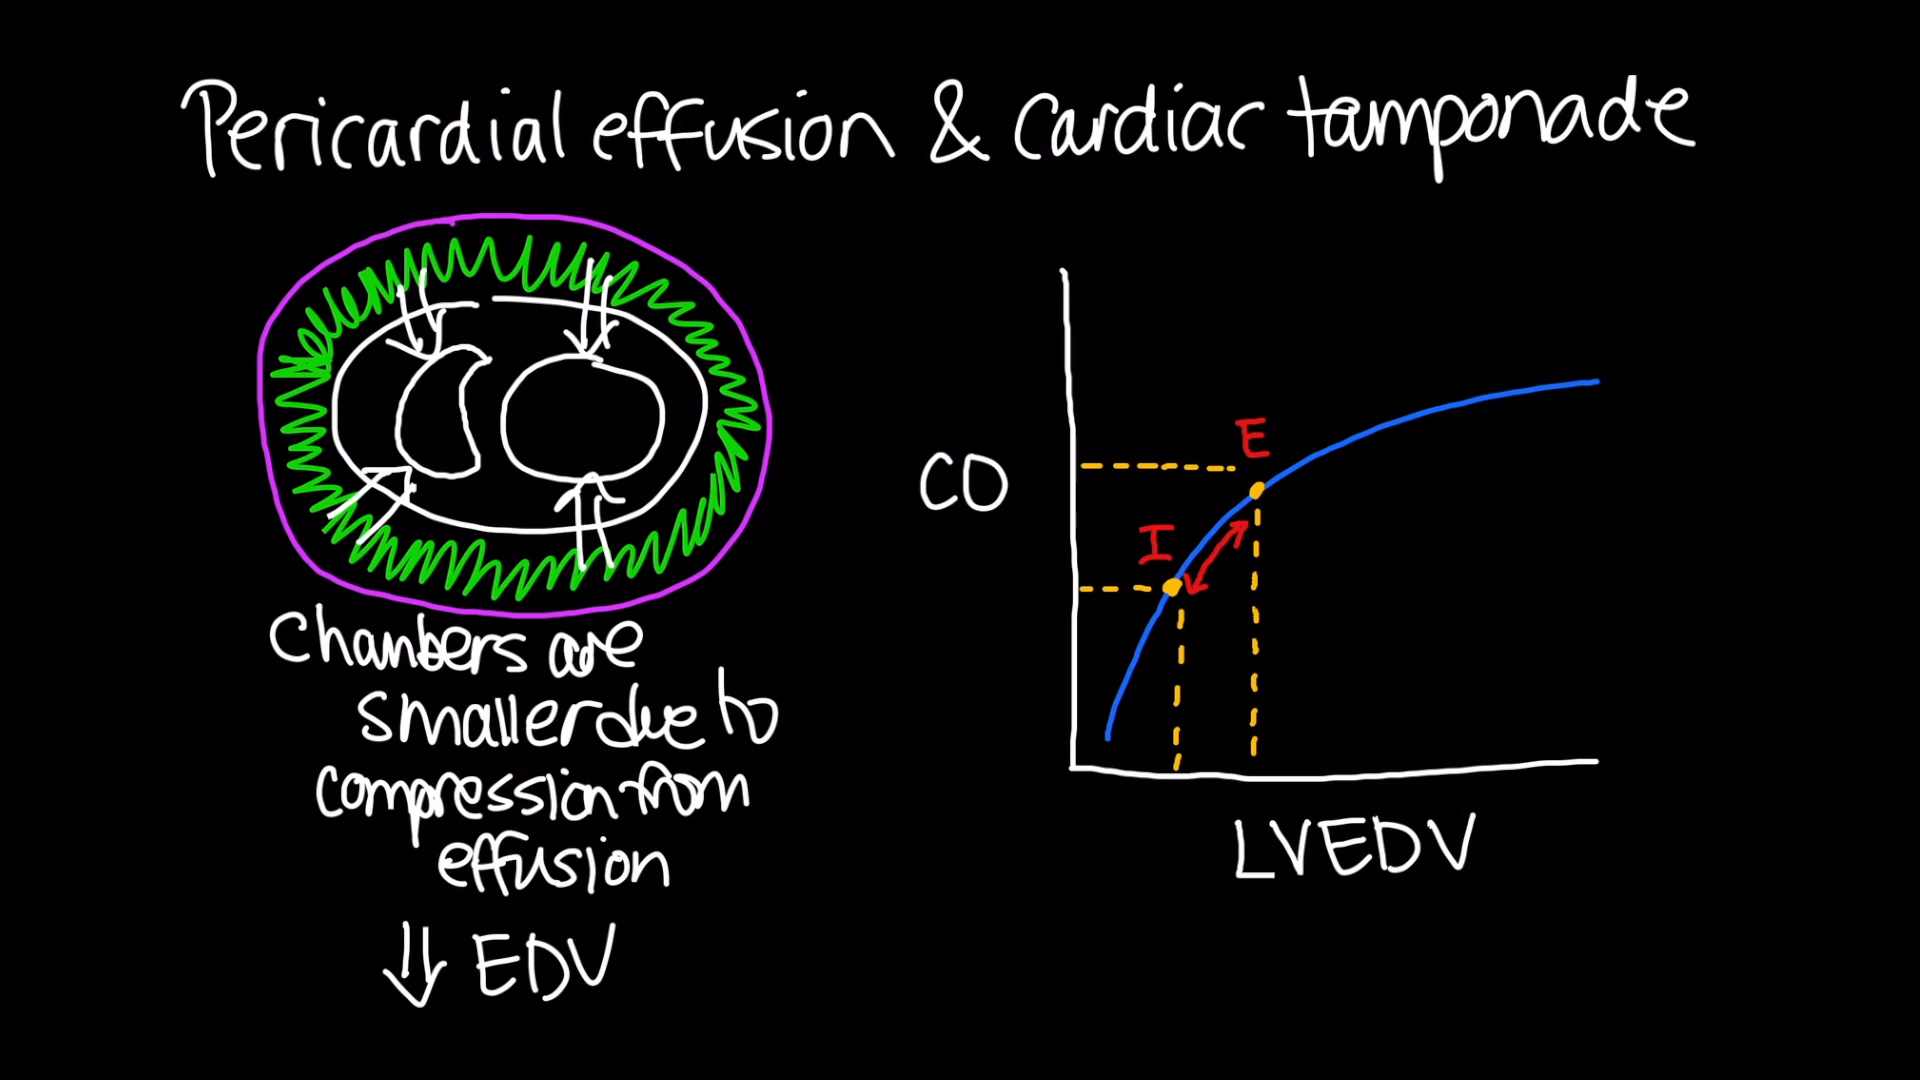 Pericardial effusion & cardiac tamponade
Chambers are
smaller due to
compression from
effusion
↓ EDV
CO
E
I
LVEDV